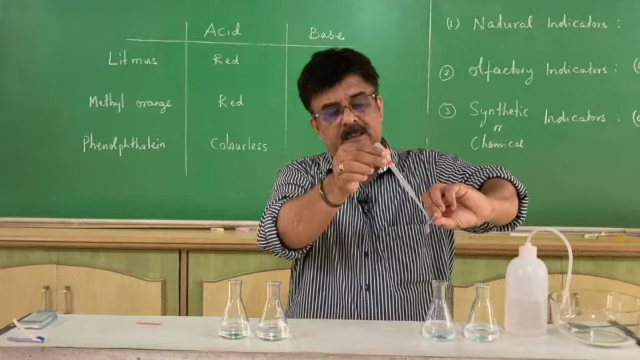 Acid Base
Litmus Red
Methyl orange Red
Phenolphthalein Colourless
(1) Natural Indicators :
(2) Olfactory Indicators :
(3) Synthetic
or
Chemical
Indicators :